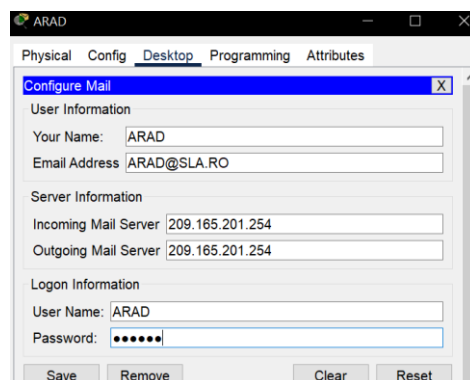 ARAD
Physical Config Desktop Programming Attributes
Configure Mail X
User Information
Your Name: ARAD
Email Address ARAD@SLA.RO
Server Information
Incoming Mail Server 209.165.201.254
Outgoing Mail Server 209.165.201.254
Logon Information
User Name: ARAD
Password: ●●●●●●
Save Remove Clear Reset